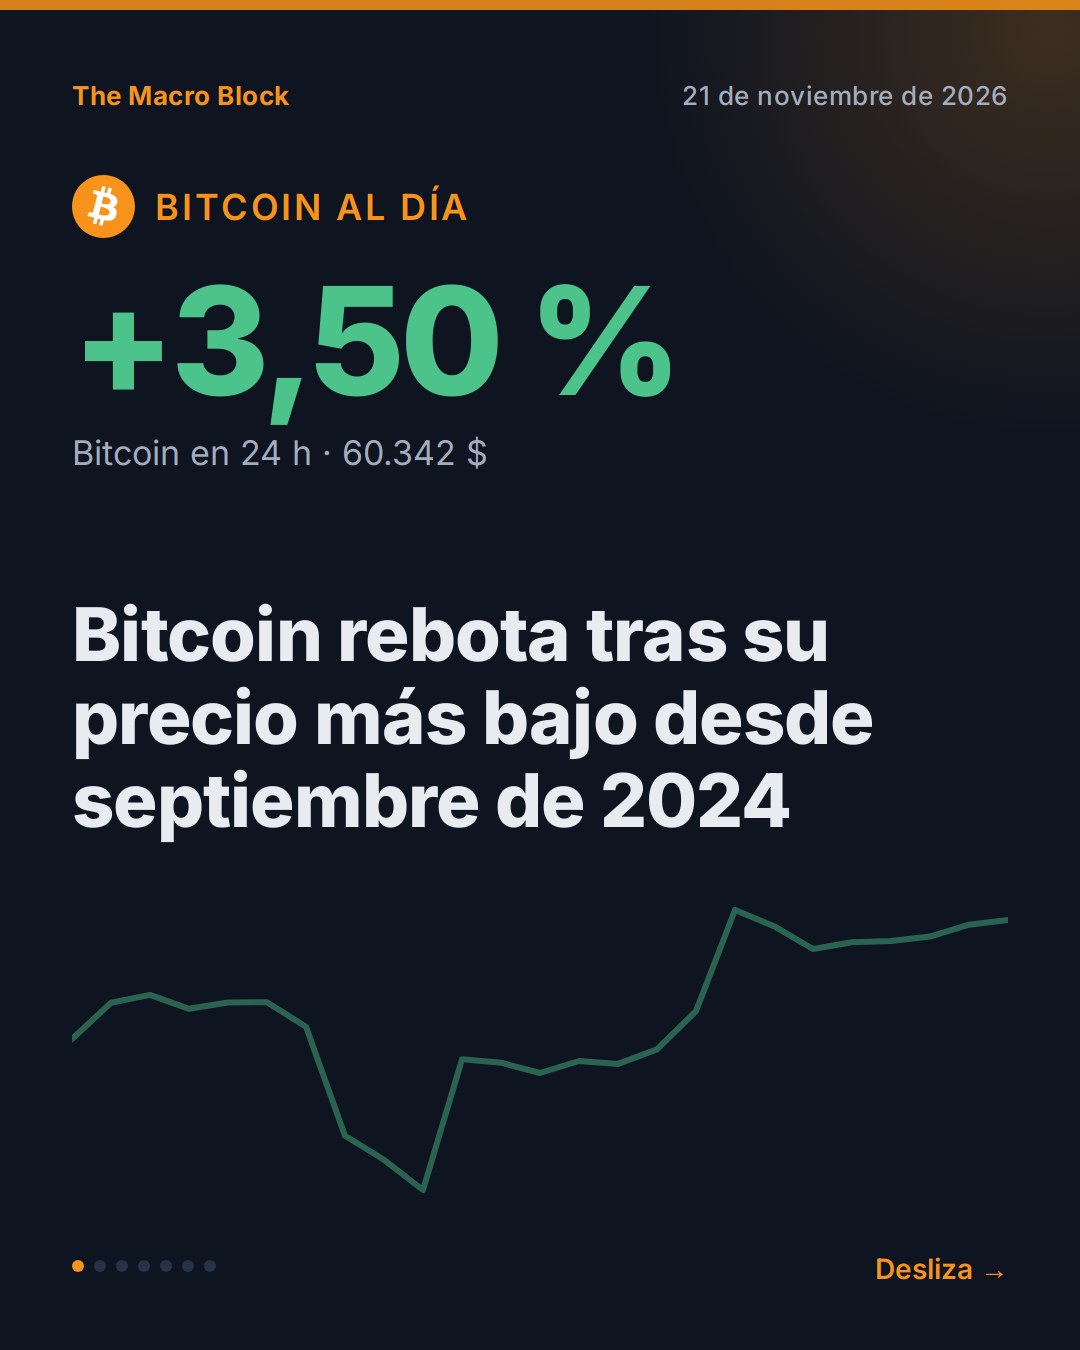 The Macro Block
21 de noviembre de 2026
BITCOIN AL DÍA
+3,50 %
Bitcoin en 24 h · 60.342 $
Bitcoin rebota tras su
precio más bajo desde
septiembre de 2024
Desliza →